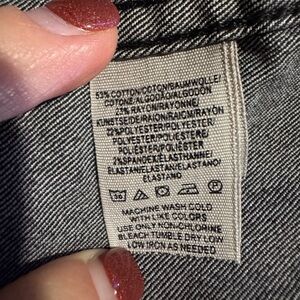 53% COTTON/COTON/BAUMWOLLE/
COTONE/ALGODÓN/ALGODÓN
23% RAYON/RAYONNE/
KUNSTSEIDE/RAION/RAYÓN
22% POLYESTER/POLYESTER/
POLYESTER/POLIESTERE/
POLIÉSTER/POLIÉSTER
2% SPANDEX/ÉLASTHANNE/
ELASTAN/ELASTAN/ELASTANO/
ELASTANO
30 P
MACHINE WASH COLD
WITH LIKE COLORS
USE ONLY NON-CHLORINE
BLEACH TUMBLE DRY LOW
LOW IRON AS NEEDED